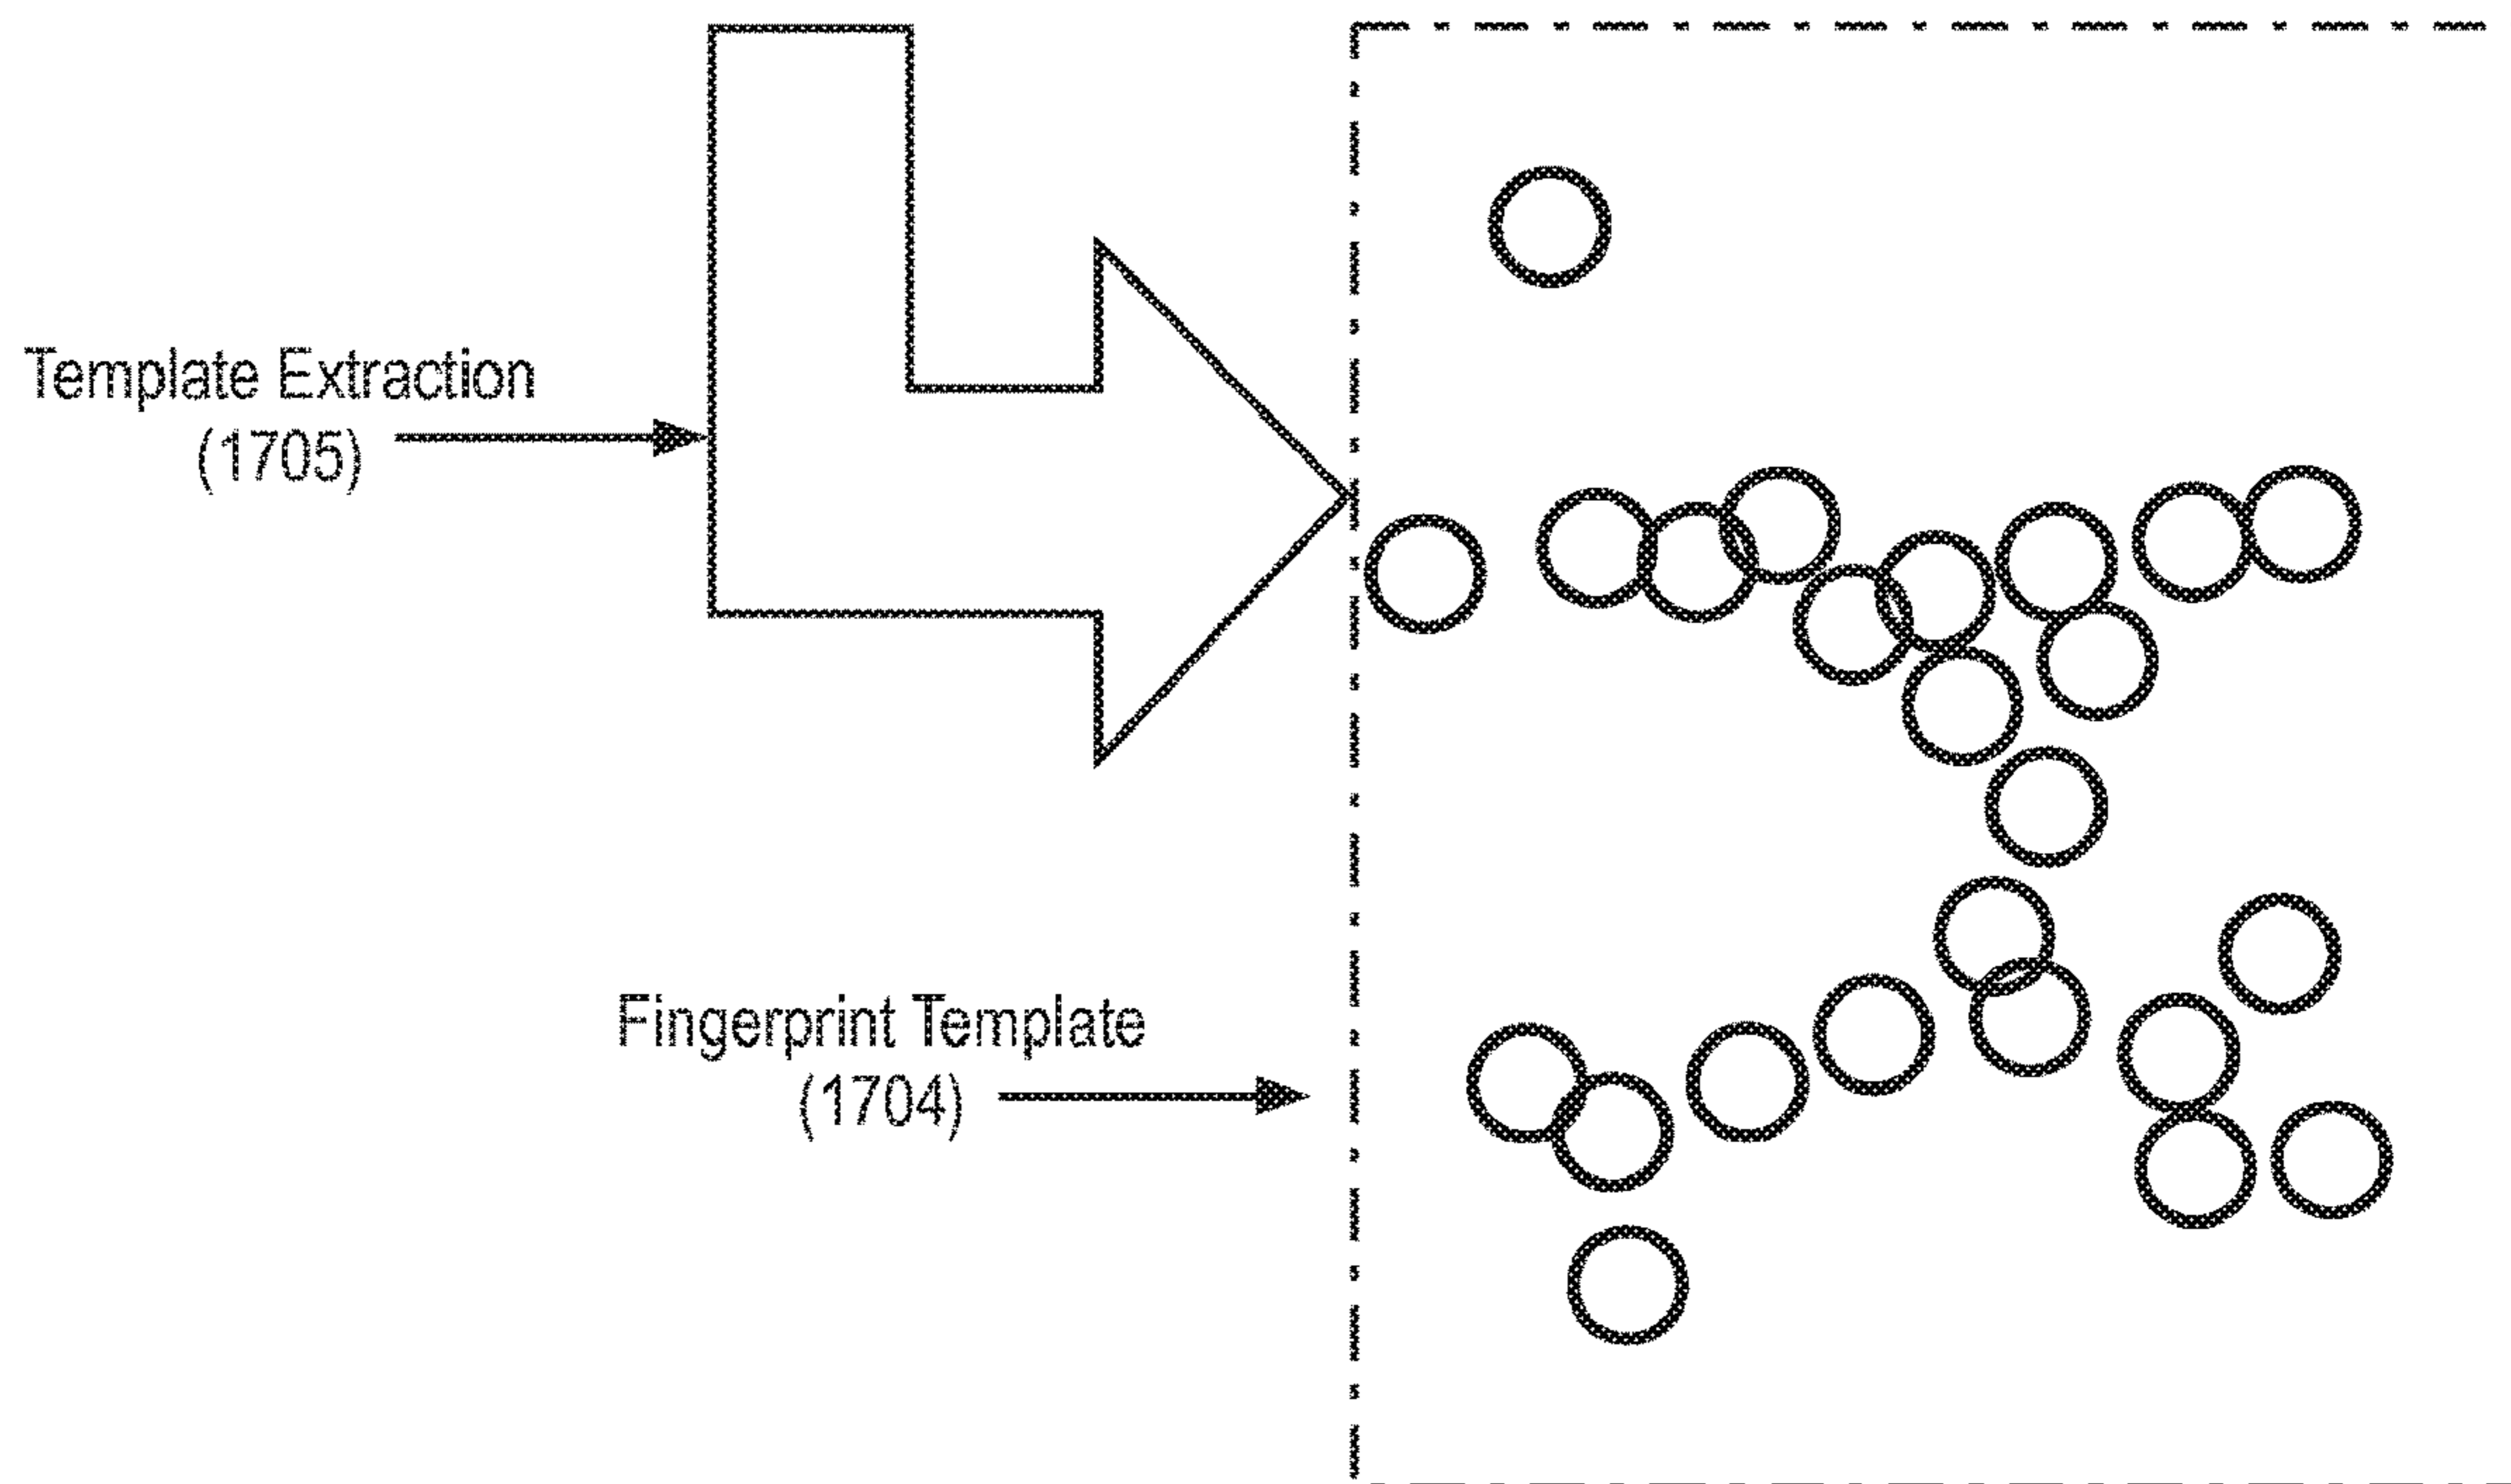 Template Extraction
(1705)
Fingerprint Template
(1704)